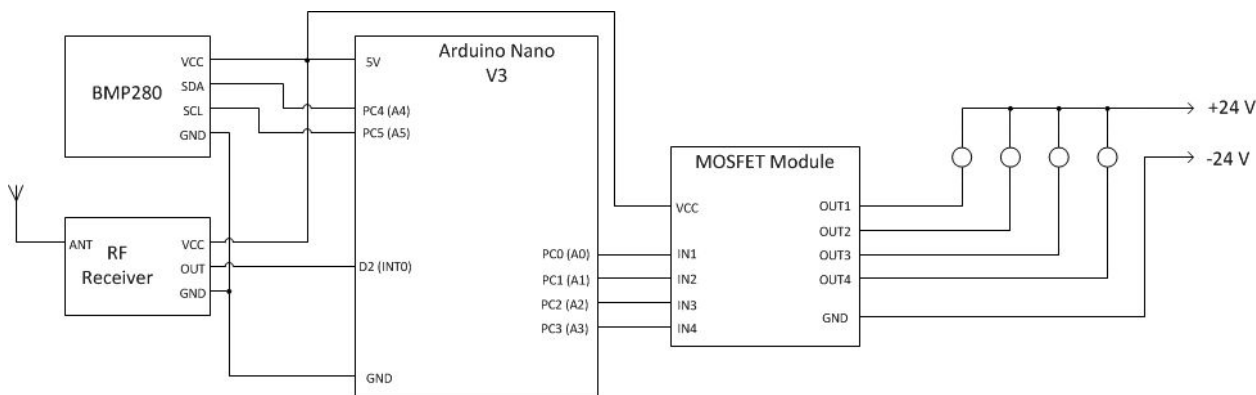 BMP280
VCC
SDA
SCL
GND
ANT
RF
Receiver
VCC
OUT
GND
Arduino Nano
V3
5V
PC4 (A4)
PC5 (A5)
D2 (INT0)
GND
PC0 (A0)
PC1 (A1)
PC2 (A2)
PC3 (A3)
MOSFET Module
VCC
IN1
IN2
IN3
IN4
OUT1
OUT2
OUT3
OUT4
GND
+24 V
-24 V